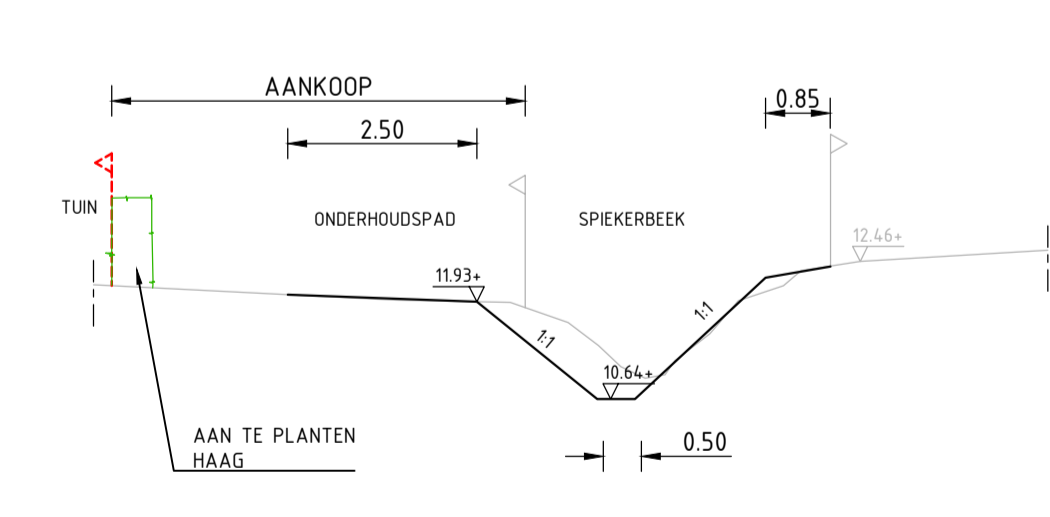 AANKOOP
0.85
2.50
TUIN
ONDERHOUDSPAD
SPIEKERBEEK
12.46+
11.93+
1:1
1:1
10.64+
AAN TE PLANTEN
HAAG
0.50